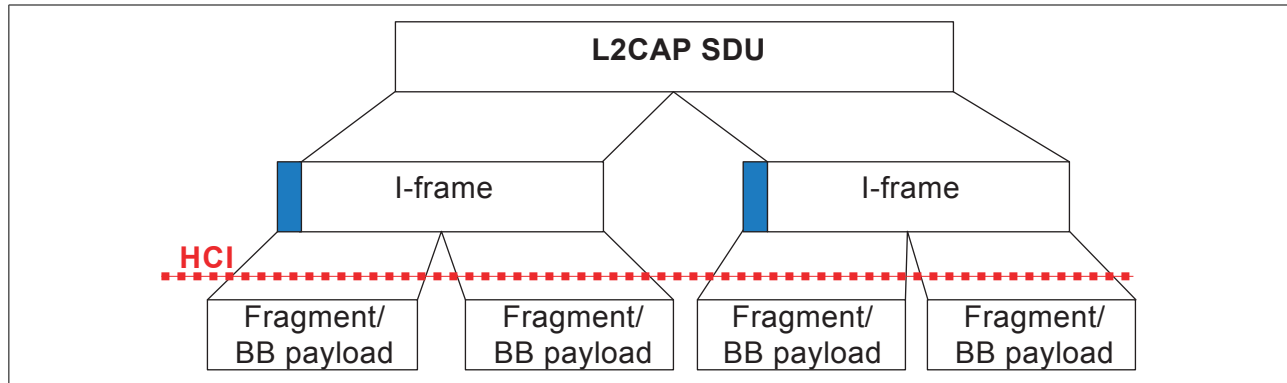 L2CAP SDU
I-frame
I-frame
HCI
Fragment/
BB payload
Fragment/
BB payload
Fragment/
BB payload
Fragment/
BB payload